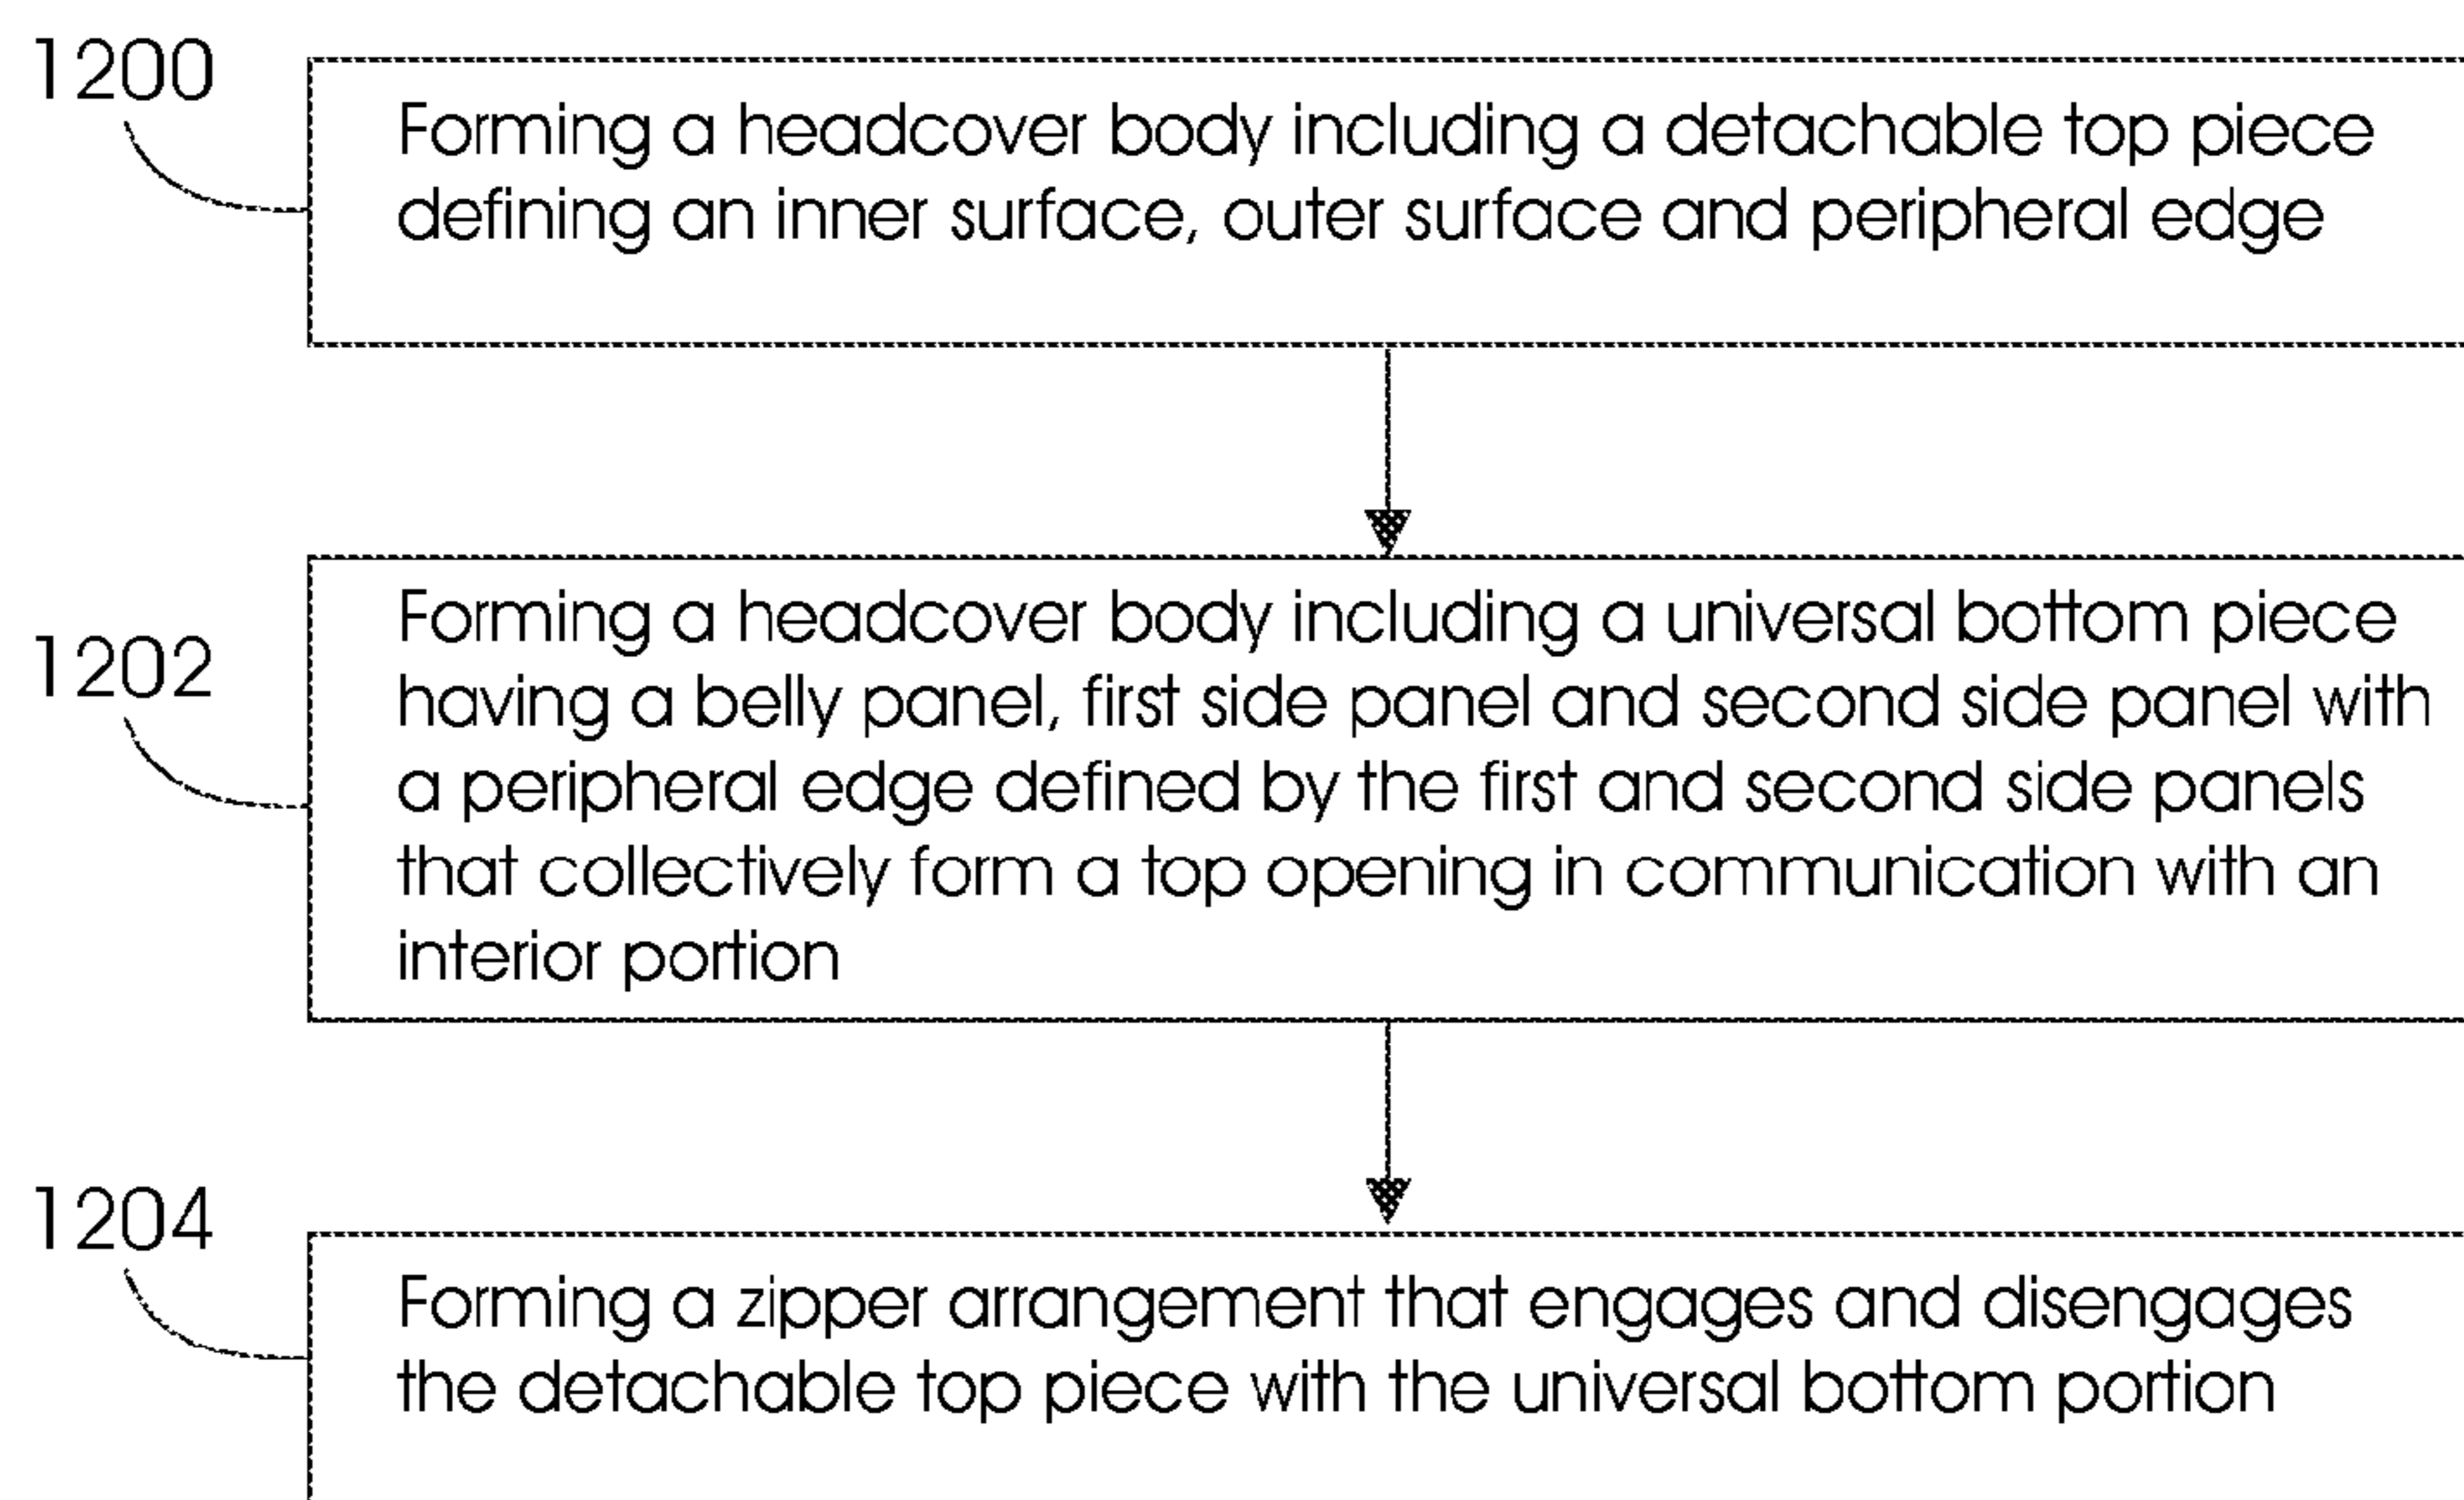 1200
Forming a headcover body including a detachable top piece
defining an inner surface, outer surface and peripheral edge
1202
Forming a headcover body including a universal bottom piece
having a belly panel, first side panel and second side panel with
a peripheral edge defined by the first and second side panels
that collectively form a top opening in communication with an
interior portion
1204
Forming a zipper arrangement that engages and disengages
the detachable top piece with the universal bottom portion